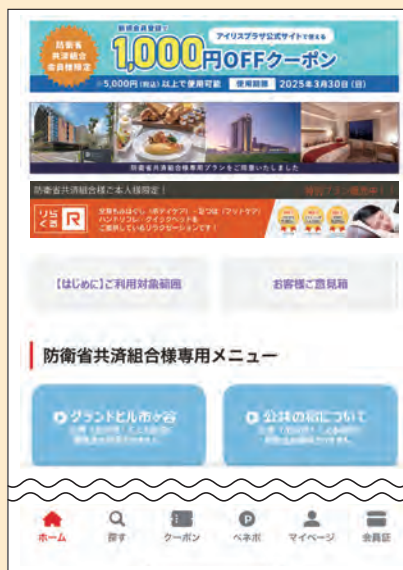 防衛省
共済組合
会員様限定
新規会員登録で
アイリスプラザ公式サイトで使える
1,000円OFFクーポン
※5,000円(税込)以上で使用可能 使用期限 2025年3月30日(日)
防衛省共済組合様専用プランをご用意いたしました
防衛省共済組合様ご本人様限定!
りらくる R
全身もみほぐし(ボディケア)・足つぼ(フットケア)
ハンドリフレ・クイックヘッドを
ご提供しているリラクゼーションです!
【はじめに】ご利用対象範囲
お客様ご意見箱
防衛省共済組合様専用メニュー
グランドヒル市ヶ谷
公共の宿について
ホーム
探す
クーポン
ベネポ
マイページ
会員証